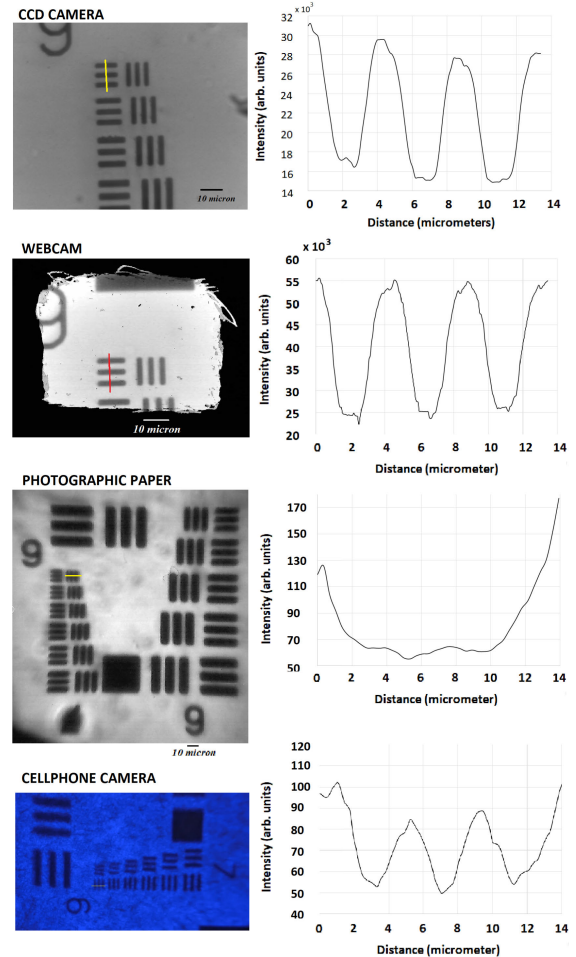 CCD CAMERA
9
10 micron
x 10³
32
30
28
26
24
22
20
18
16
14
Intensity (arb. units)
0 2 4 6 8 10 12 14
Distance (micrometers)
WEBCAM
9
10 micron
x 10³
60
55
50
45
40
35
30
25
20
Intensity (arb. units)
0 2 4 6 8 10 12 14
Distance (micrometer)
PHOTOGRAPHIC PAPER
9
9
10 micron
170
150
130
110
90
70
50
Intensity (arb. units)
0 2 4 6 8 10 12 14
Distance (micrometer)
CELLPHONE CAMERA
9
7
120
110
100
90
80
70
60
50
40
Intensity (arb. units)
0 2 4 6 8 10 12 14
Distance (micrometer)